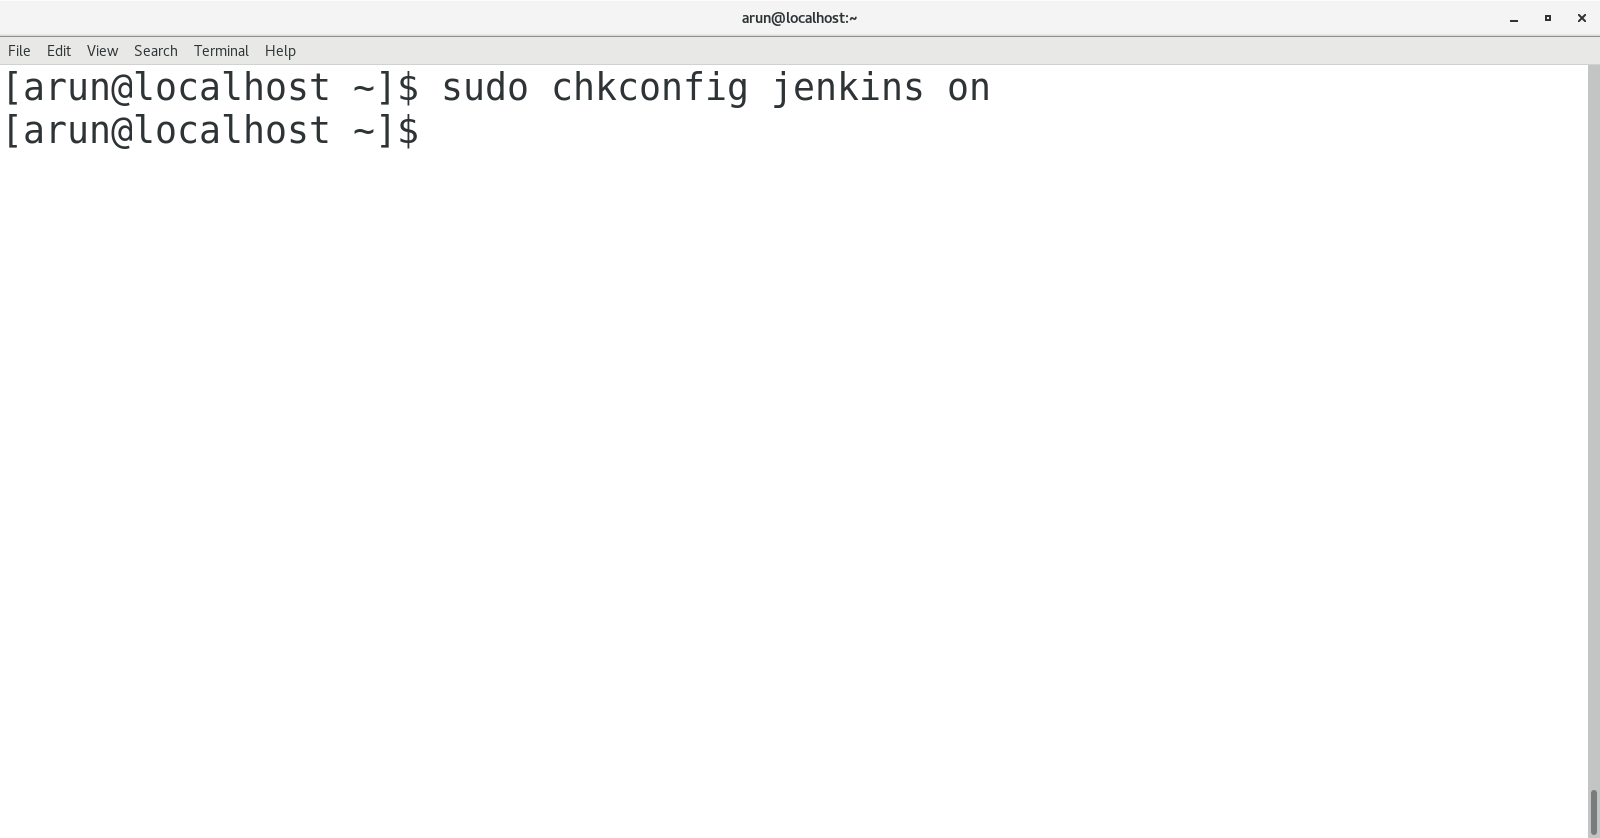 arun@localhost:~
File Edit View Search Terminal Help
[arun@localhost ~]$ sudo chkconfig jenkins on
[arun@localhost ~]$